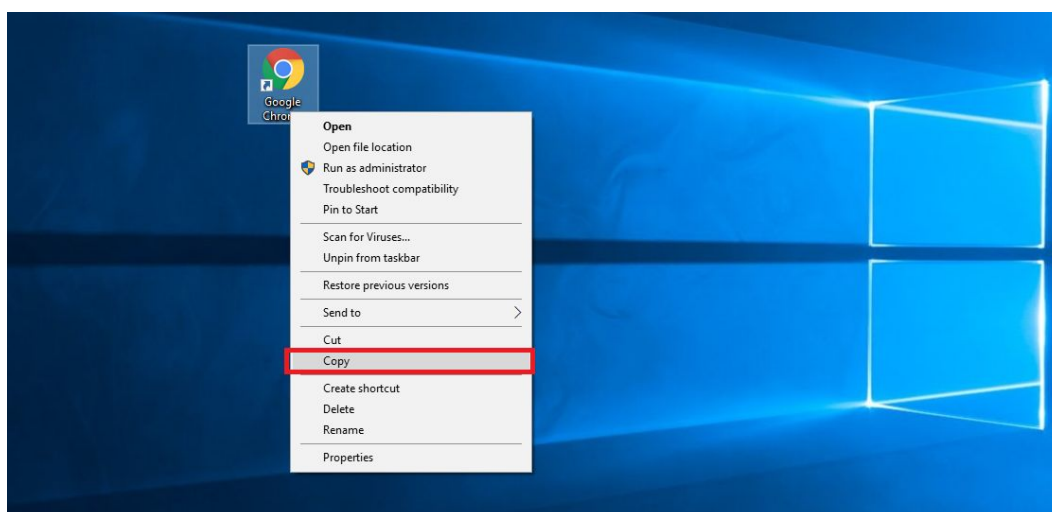 Google
Chro
Open
Open file location
Run as administrator
Troubleshoot compatibility
Pin to Start
Scan for Viruses...
Unpin from taskbar
Restore previous versions
Send to
Cut
Copy
Create shortcut
Delete
Rename
Properties